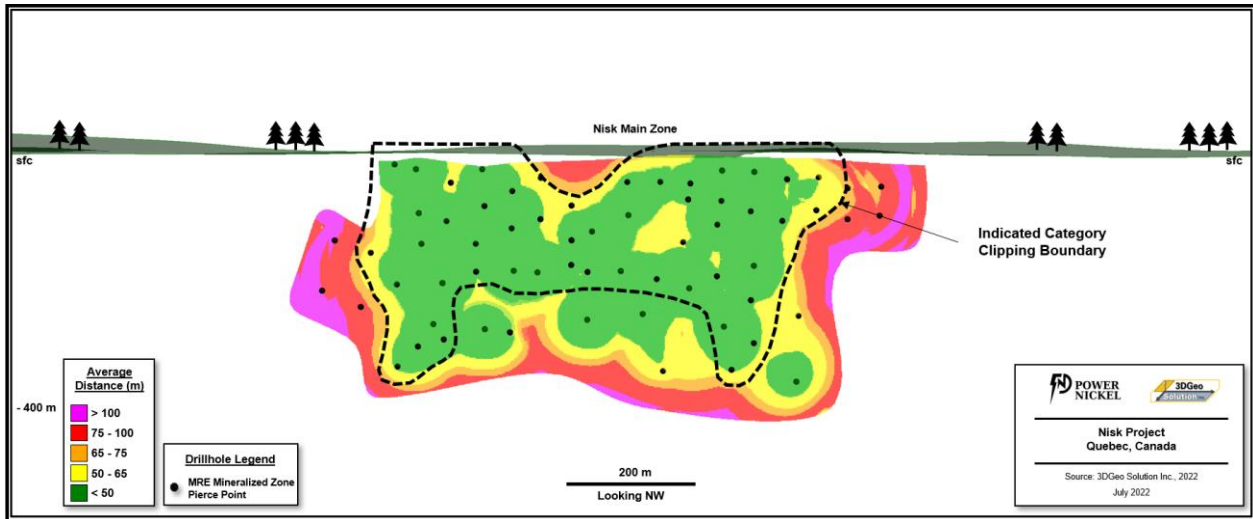 Nisk Main Zone
sfc
sfc
Indicated Category
Clipping Boundary
- 400 m
Average
Distance (m)
> 100
75 - 100
65 - 75
50 - 65
< 50
Drillhole Legend
MRE Mineralized Zone
Pierce Point
200 m
Looking NW
POWER
NICKEL
3DGeo
Solution
Nisk Project
Quebec, Canada
Source: 3DGeo Solution Inc., 2022
July 2022